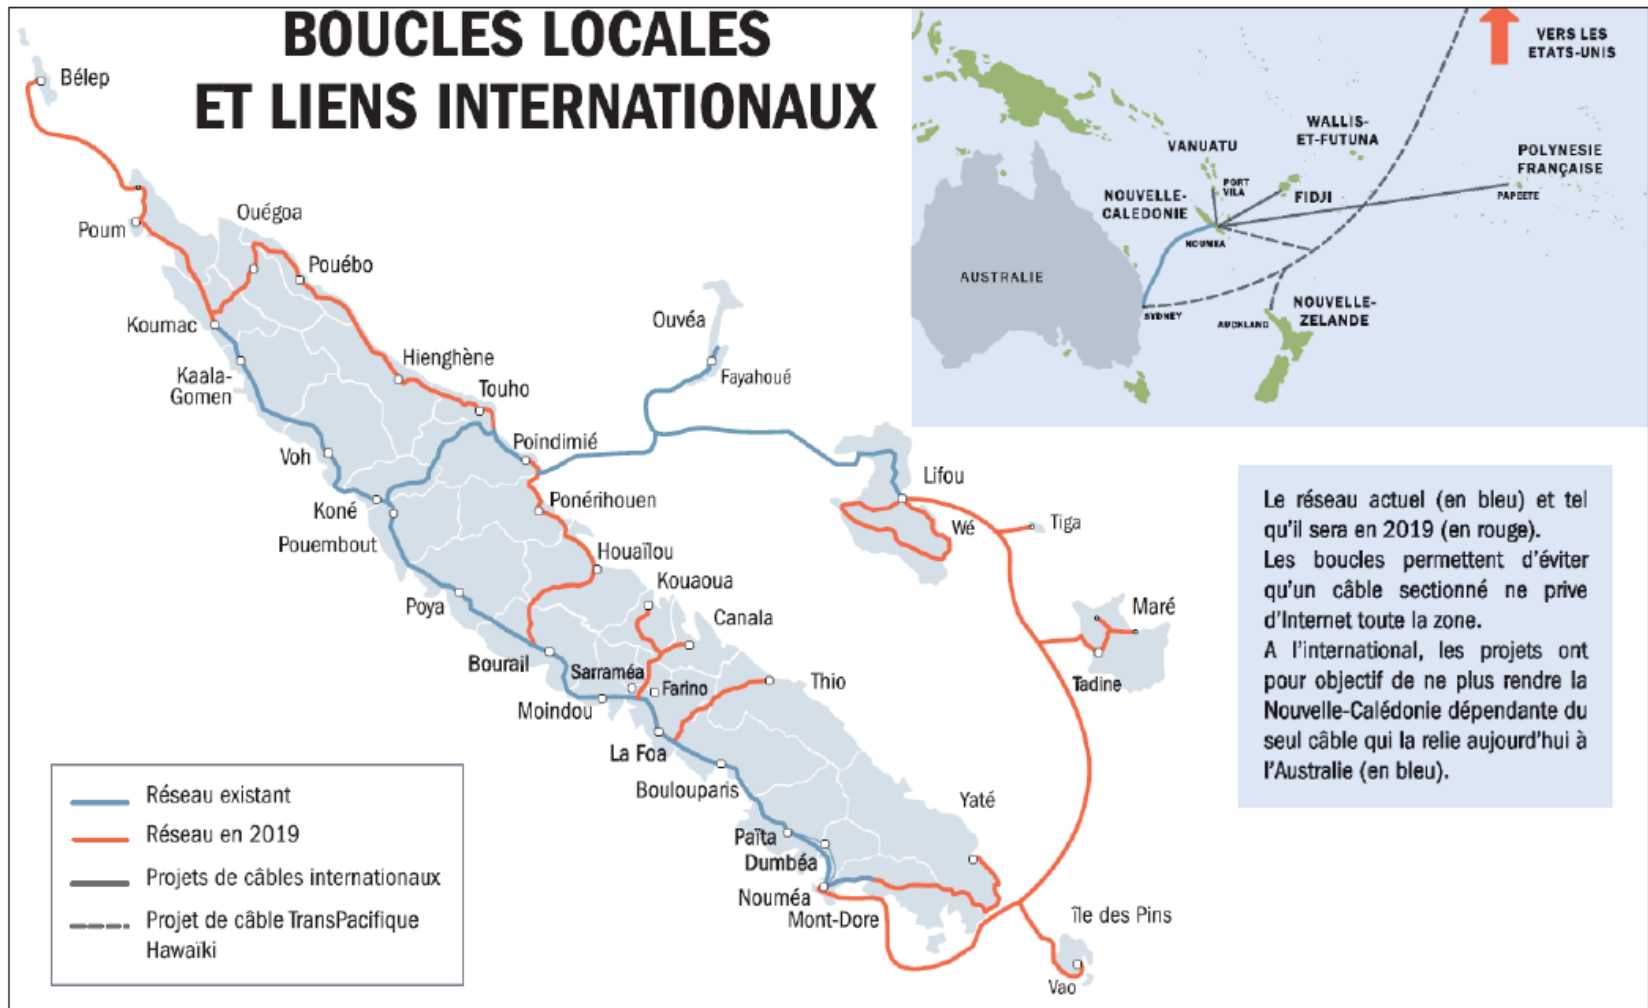 BOUCLES LOCALES
ET LIENS INTERNATIONAUX
Bélep
Poum
Ouégoa
Pouébo
Koumac
Kaala-
Gomen
Hienghène
Touho
Voh
Poindimié
Koné
Pouembout
Ponérihouen
Houaïlou
Poya
Kouaoua
Canala
Bourail
Sarraméa
Farino
Thio
Moindou
La Foa
Boulouparis
Yaté
Païta
Dumbéa
Nouméa
Mont-Dore
île des Pins
Vao
Ouvéa
Fayahoué
Lifou
Wé
Tiga
Maré
Tadine
VERS LES
ETATS-UNIS
WALLIS-
ET-FUTUNA
VANUATU
POLYNESIE
FRANÇAISE
PORT
VILA
NOUVELLE-
CALEDONIE
FIDJI
PAPEETE
NOUMEA
AUSTRALIE
SYDNEY
AUCKLAND
NOUVELLE-
ZELANDE
Le réseau actuel (en bleu) et tel
qu'il sera en 2019 (en rouge).
Les boucles permettent d'éviter
qu'un câble sectionné ne prive
d'Internet toute la zone.
A l'international, les projets ont
pour objectif de ne plus rendre la
Nouvelle-Calédonie dépendante du
seul câble qui la relie aujourd'hui à
l'Australie (en bleu).
Réseau existant
Réseau en 2019
Projets de câbles internationaux
Projet de câble TransPacifique
Hawaïki